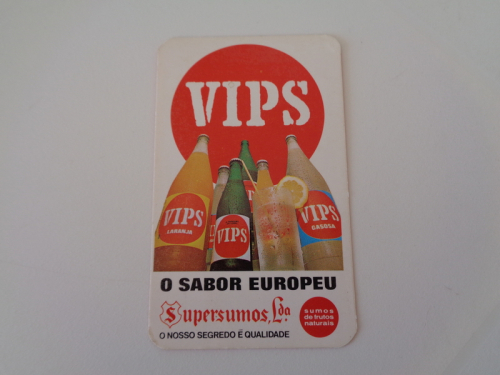 VIPS
VIPS
LARANJA
VIPS
VIPS
GASOSA
O SABOR EUROPEU
Supersumos, Lda
O NOSSO SEGREDO É QUALIDADE
sumos
de frutos
naturais